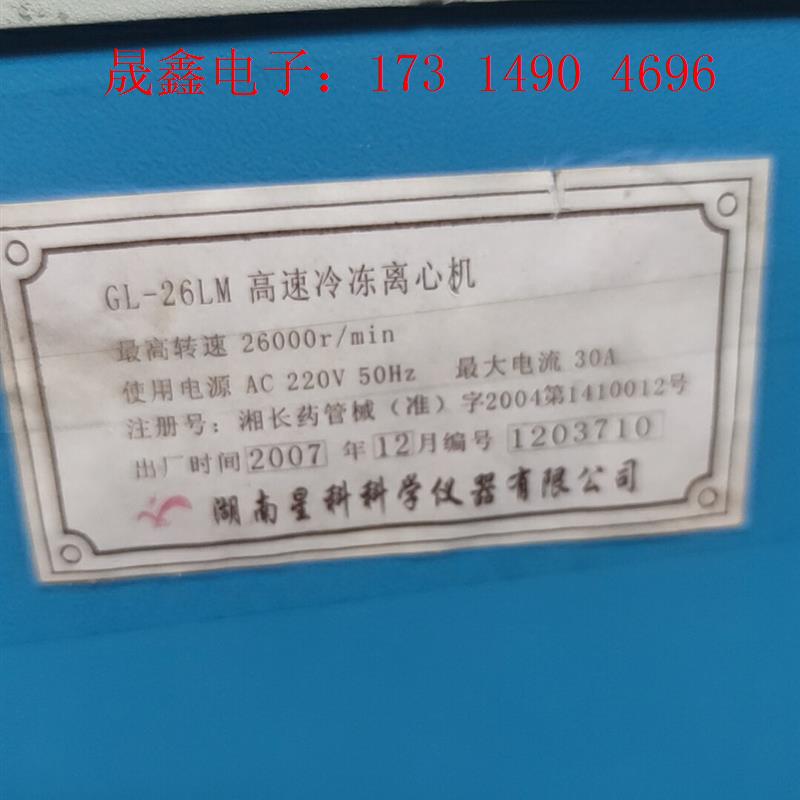 晟鑫电子：173 1490 4696
GL-26LM 高速冷冻离心机
最高转速 26000r/min
使用电源 AC 220V 50Hz 最大电流 30A
注册号：湘长药管械（准）字2004第1410012号
出厂时间 2007 年 12 月编号 1203710
湖南星科科学仪器有限公司